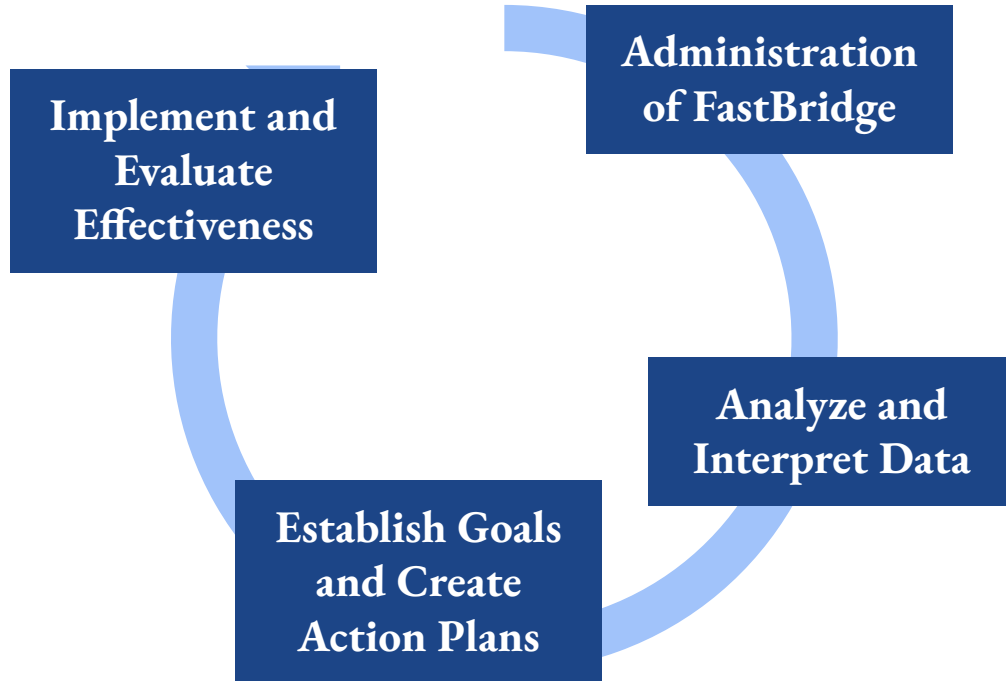 Administration
of FastBridge
Analyze and
Interpret Data
Establish Goals
and Create
Action Plans
Implement and
Evaluate
Effectiveness